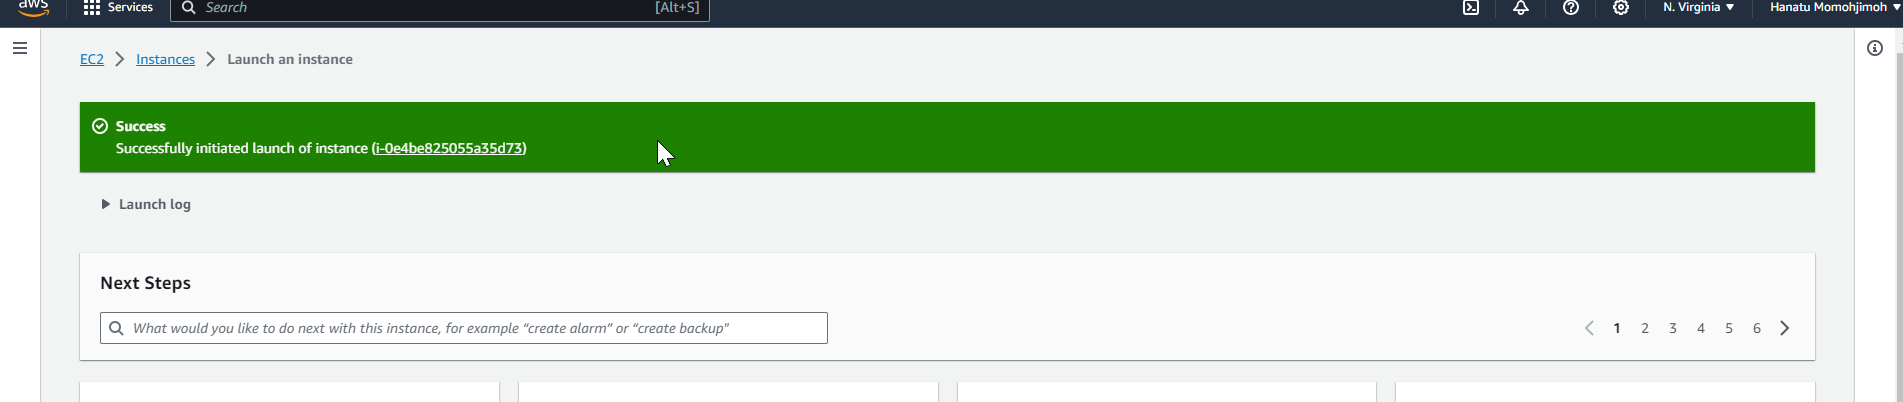 aws Services Search [Alt+S] N. Virginia Hanatu Momohjimoh
EC2 Instances Launch an instance
Success
Successfully initiated launch of instance (i-0e4be825055a35d73)
Launch log
Next Steps
What would you like to do next with this instance, for example “create alarm” or “create backup” 1 2 3 4 5 6